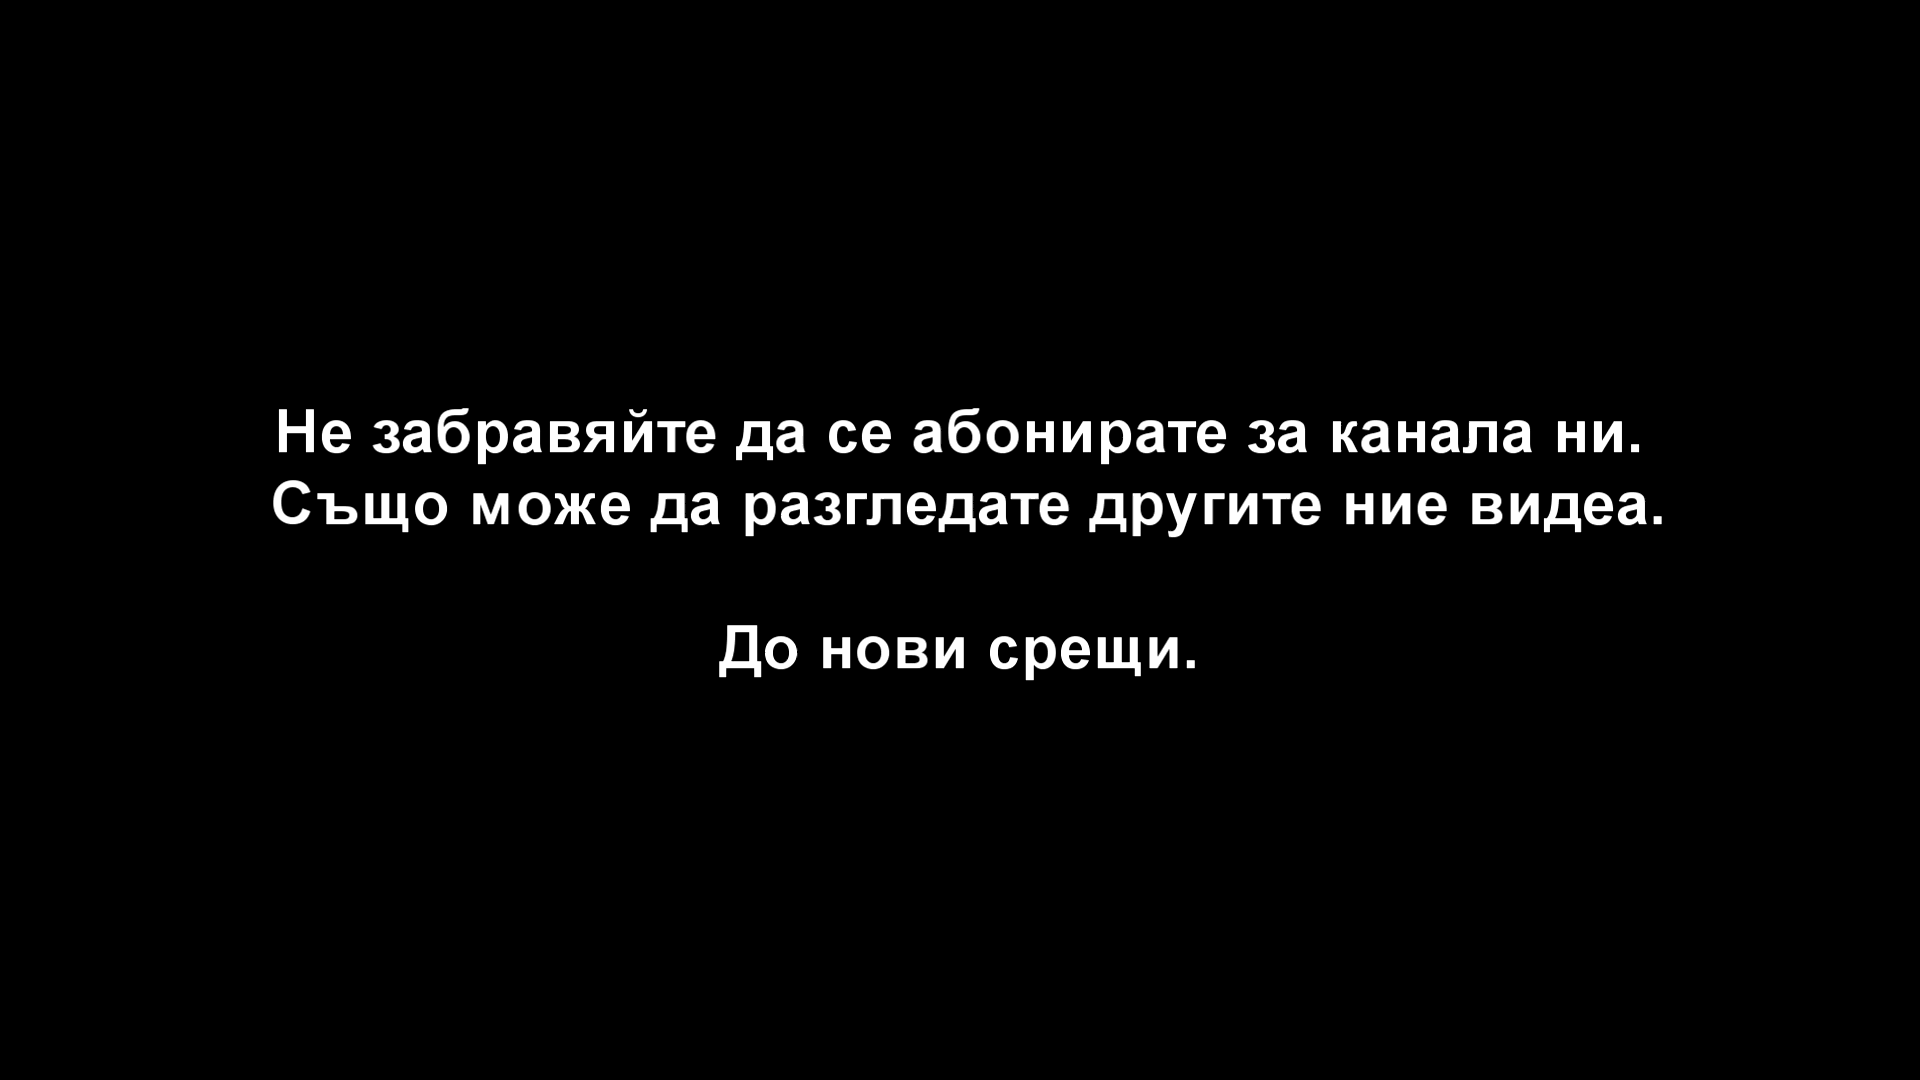 Не забравяйте да се абонирате за канала ни.
Също може да разгледате другите ние видеа.
До нови срещи.